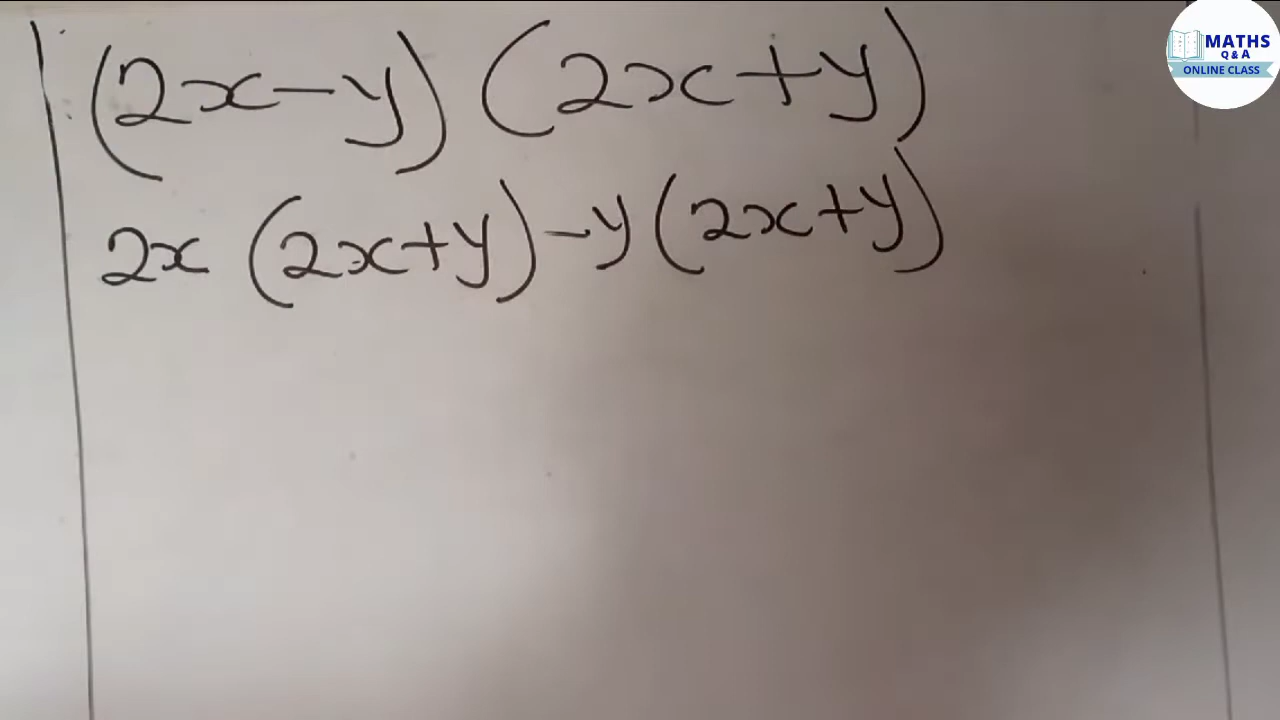 (2x-y) (2x+y)
2x (2x+y)-y(2x+y)
MATHS
Q & A
ONLINE CLASS